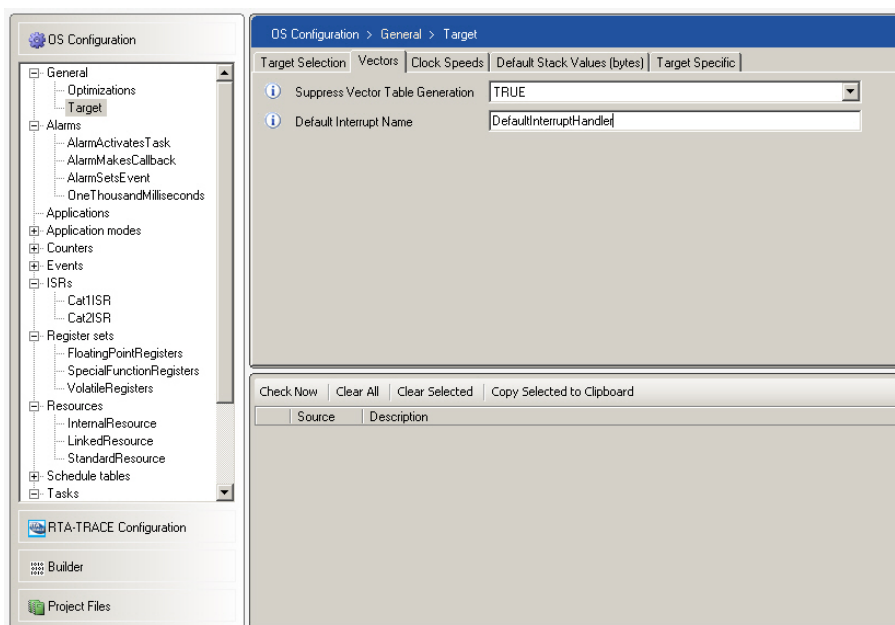 OS Configuration
General
Optimizations
Target
Alarms
AlarmActivatesTask
AlarmMakesCallback
AlarmSetsEvent
OneThousandMilliseconds
Applications
Application modes
Counters
Events
ISRs
Cat1ISR
Cat2ISR
Register sets
FloatingPointRegisters
SpecialFunctionRegisters
VolatileRegisters
Resources
InternalResource
LinkedResource
StandardResource
Schedule tables
Tasks
RTA-TRACE Configuration
Builder
Project Files
OS Configuration > General > Target
Target Selection Vectors Clock Speeds Default Stack Values (bytes) Target Specific
Suppress Vector Table Generation TRUE
Default Interrupt Name DefaultInterruptHandler
Check Now Clear All Clear Selected Copy Selected to Clipboard
Source Description